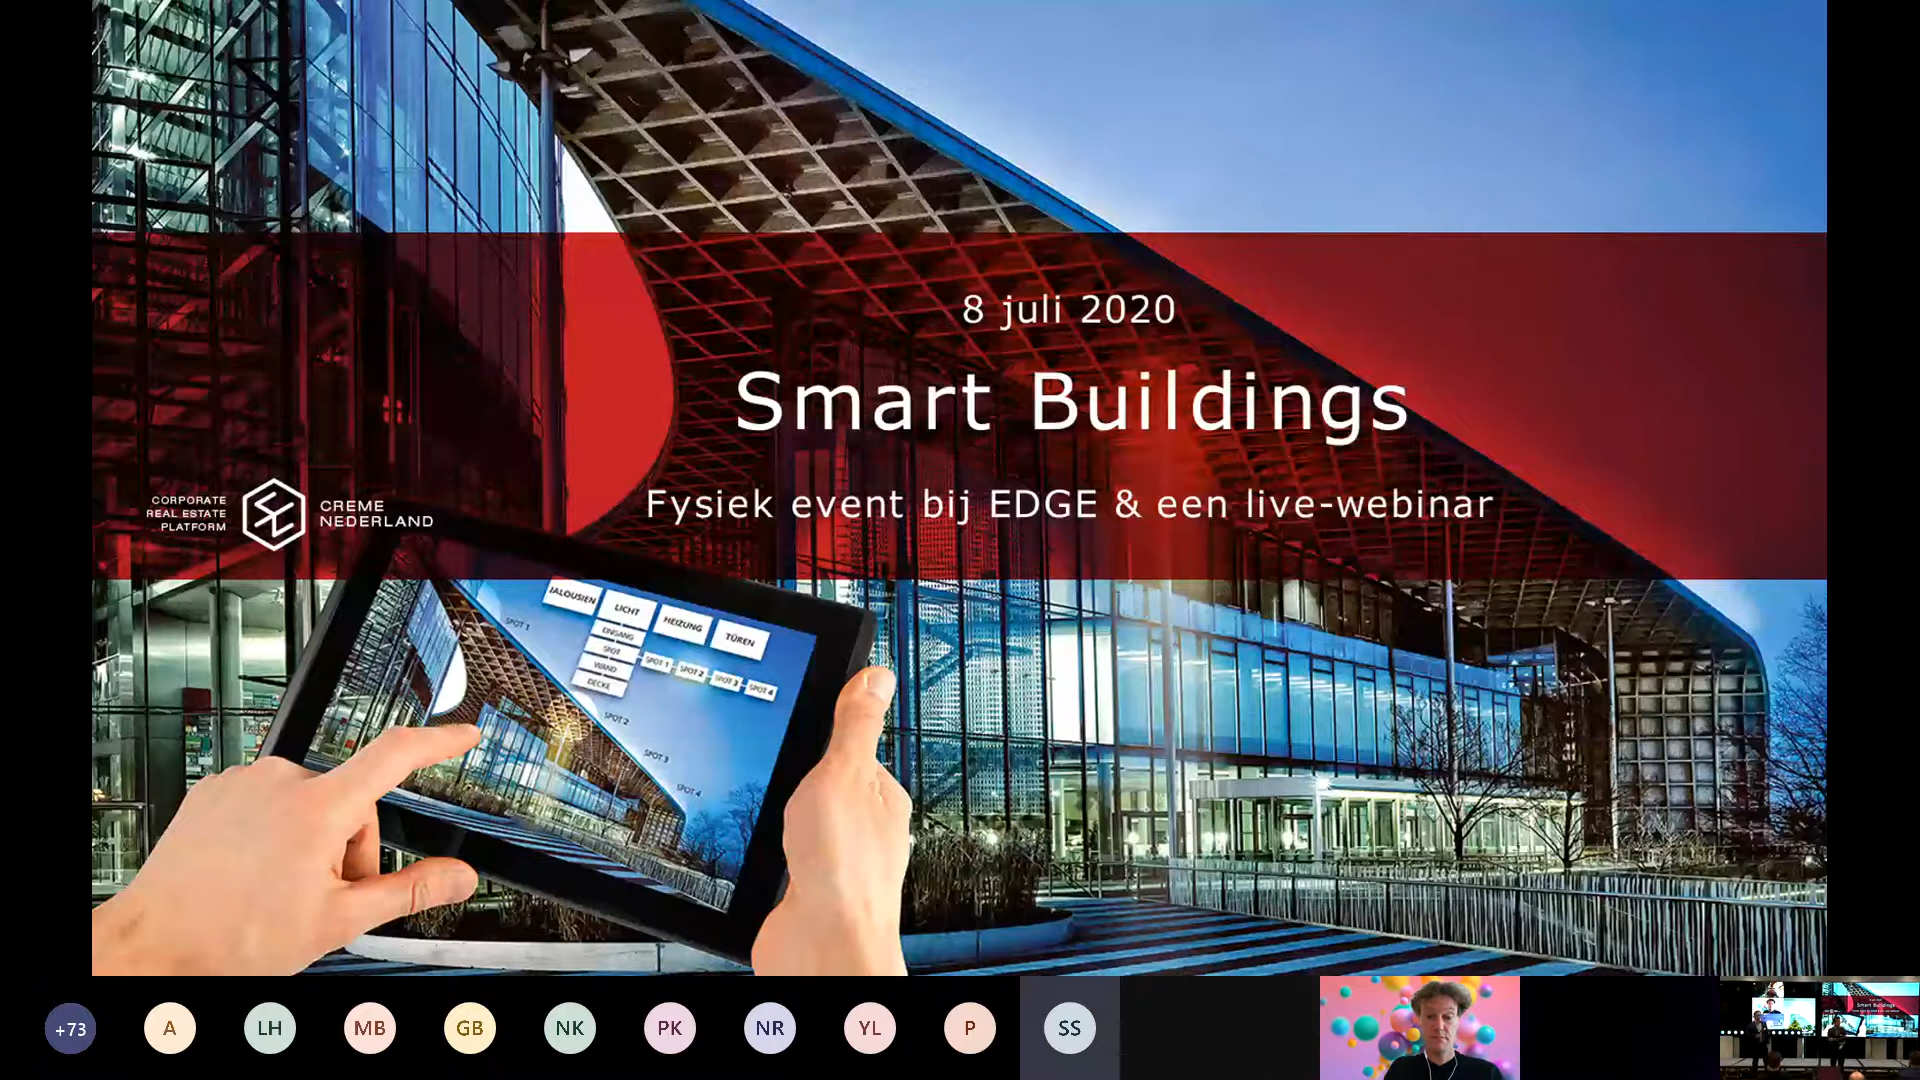 8 juli 2020
Smart Buildings
Fysiek event bij EDGE & een live-webinar
CORPORATE
REAL ESTATE
PLATFORM
CREME
NEDERLAND
JALOUSIEN
LICHT
HEIZUNG
TÜREN
EINGANG
SPOT
WAND
DECKE
SPOT 1
SPOT 2
SPOT 3
SPOT 4
SPOT 1
SPOT 2
SPOT 3
SPOT 4
+73
A
LH
MB
GB
NK
PK
NR
YL
P
SS
Smart Buildings